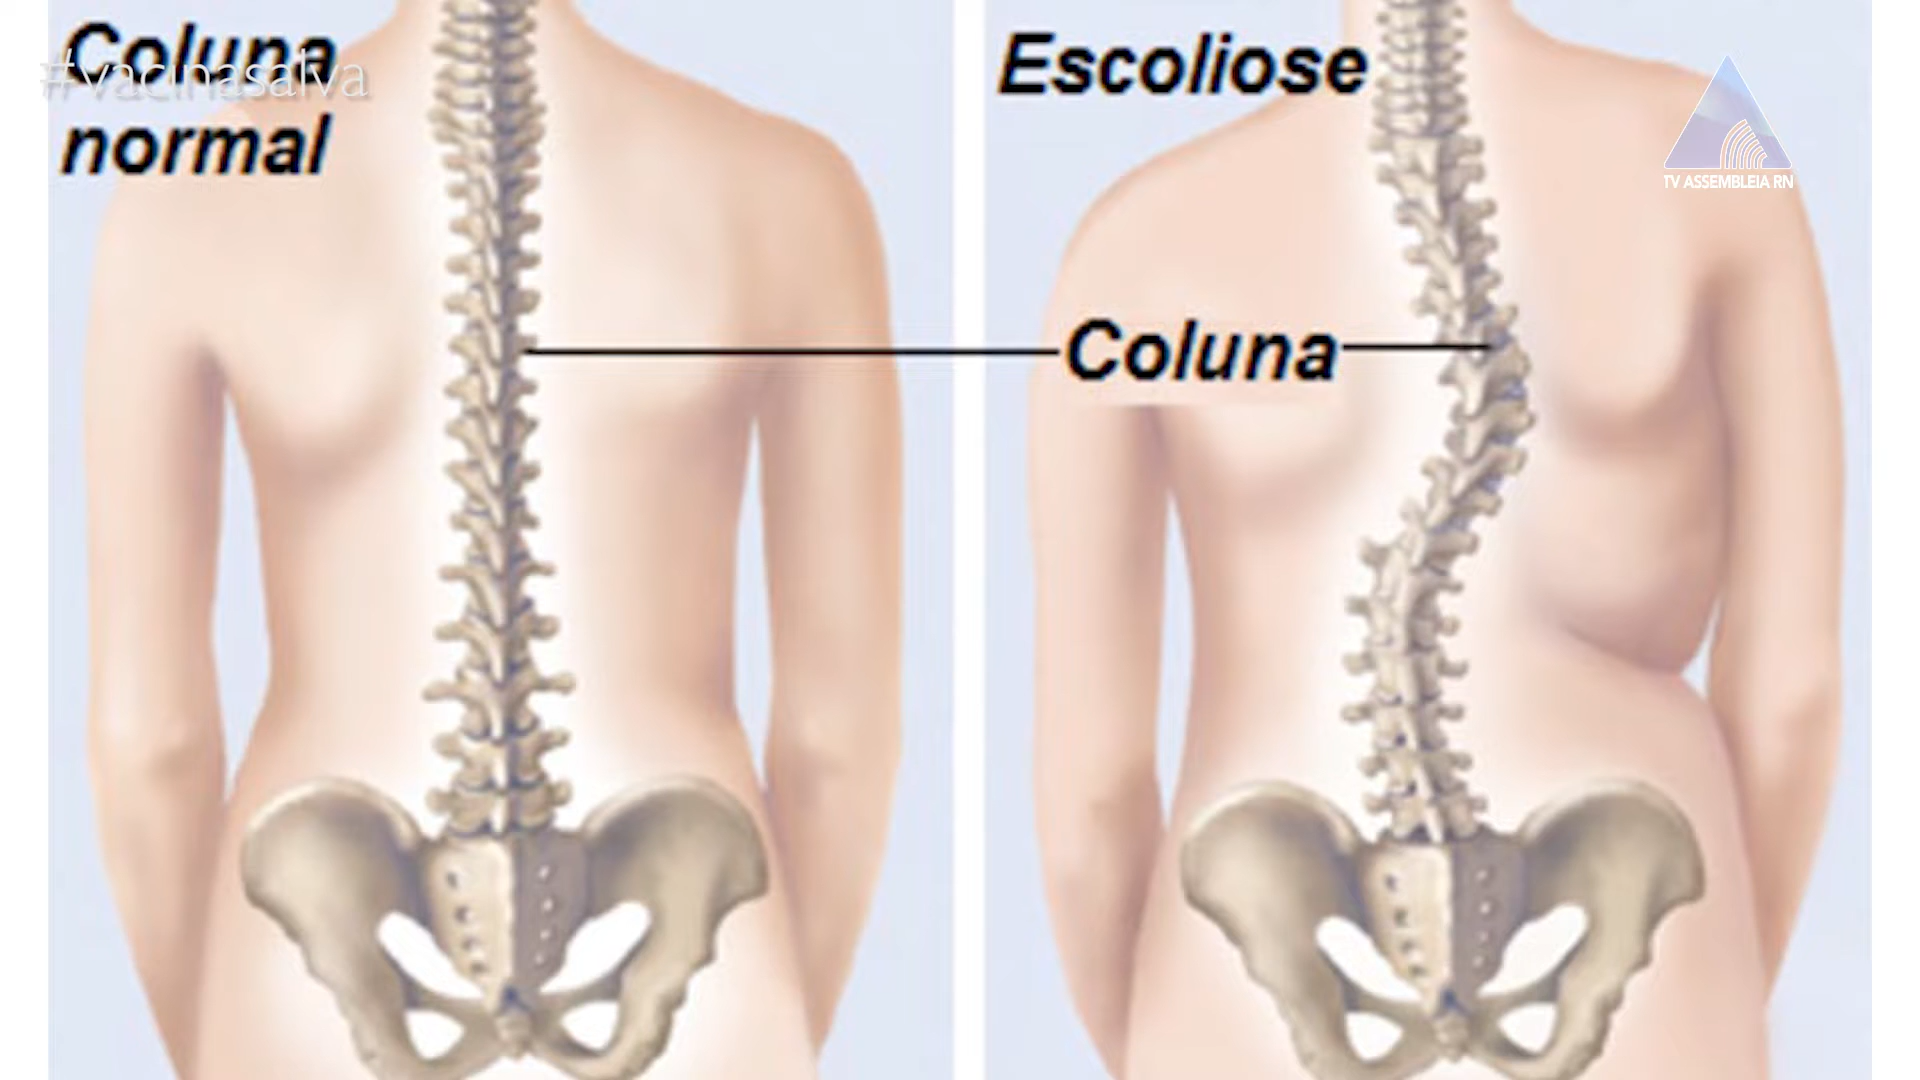 Coluna
normal
#vacinasalva
Escoliose
Coluna
TV ASSEMBLEIA RN